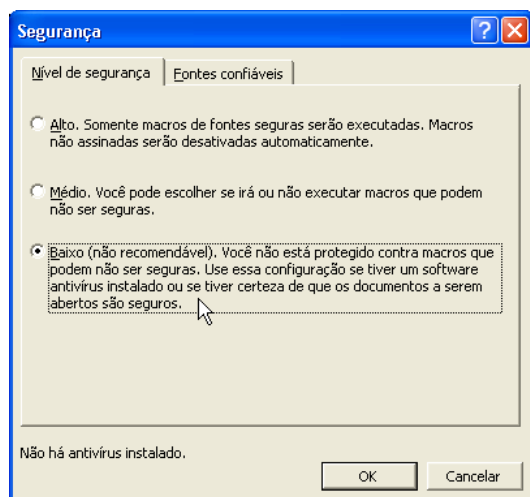 Segurança
Nível de segurança
Fontes confiáveis
Alto. Somente macros de fontes seguras serão executadas. Macros
não assinadas serão desativadas automaticamente.
Médio. Você pode escolher se irá ou não executar macros que podem
não ser seguras.
Baixo (não recomendável). Você não está protegido contra macros que
podem não ser seguras. Use essa configuração se tiver um software
antivírus instalado ou se tiver certeza de que os documentos a serem
abertos são seguros.
Não há antivírus instalado.
OK
Cancelar